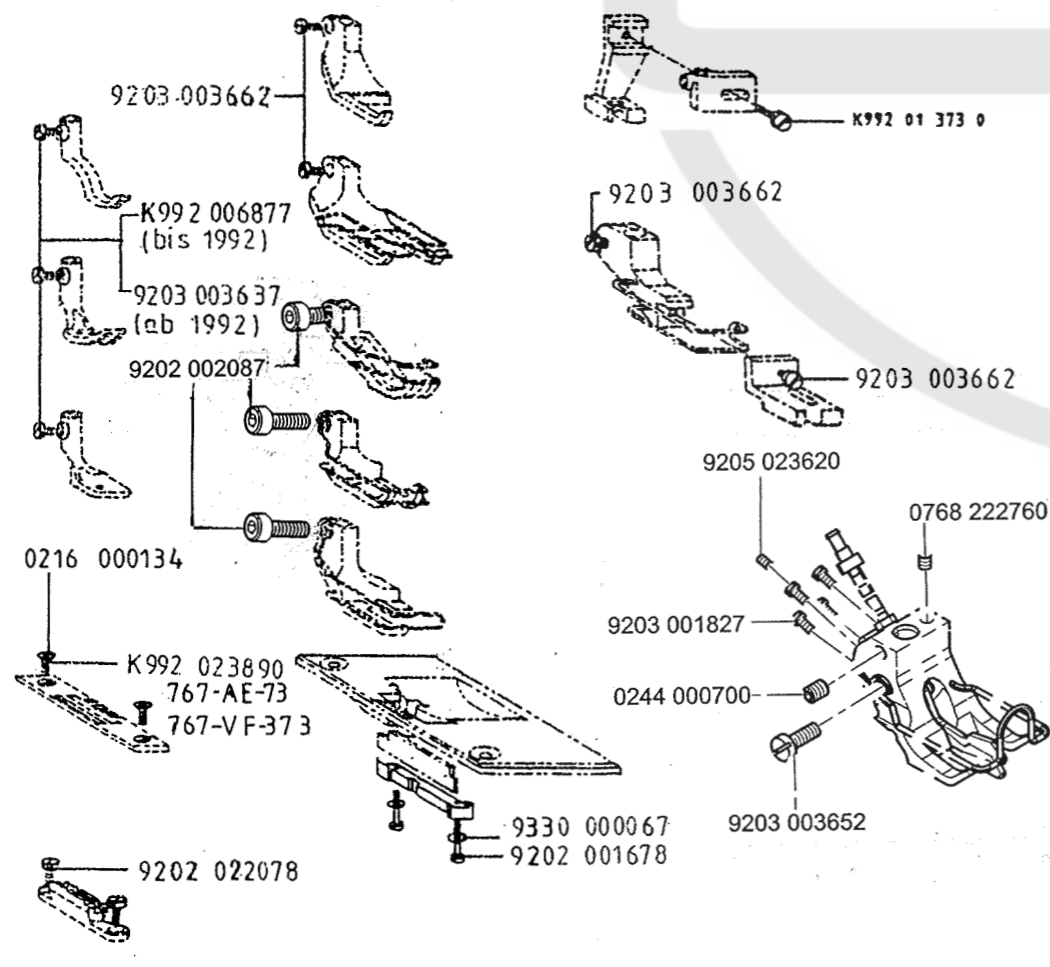 9203 003662
K992 01 373 0
9203 003662
K992 006877
(bis 1992)
9203 003637
(ab 1992)
9202 002087
9203 003662
9205 023620
0768 222760
0216 000134
9203 001827
K992 023890
767-AE-73
767-VF-373
0244 000700
9203 003652
9330 000067
9202 001678
9202 022078